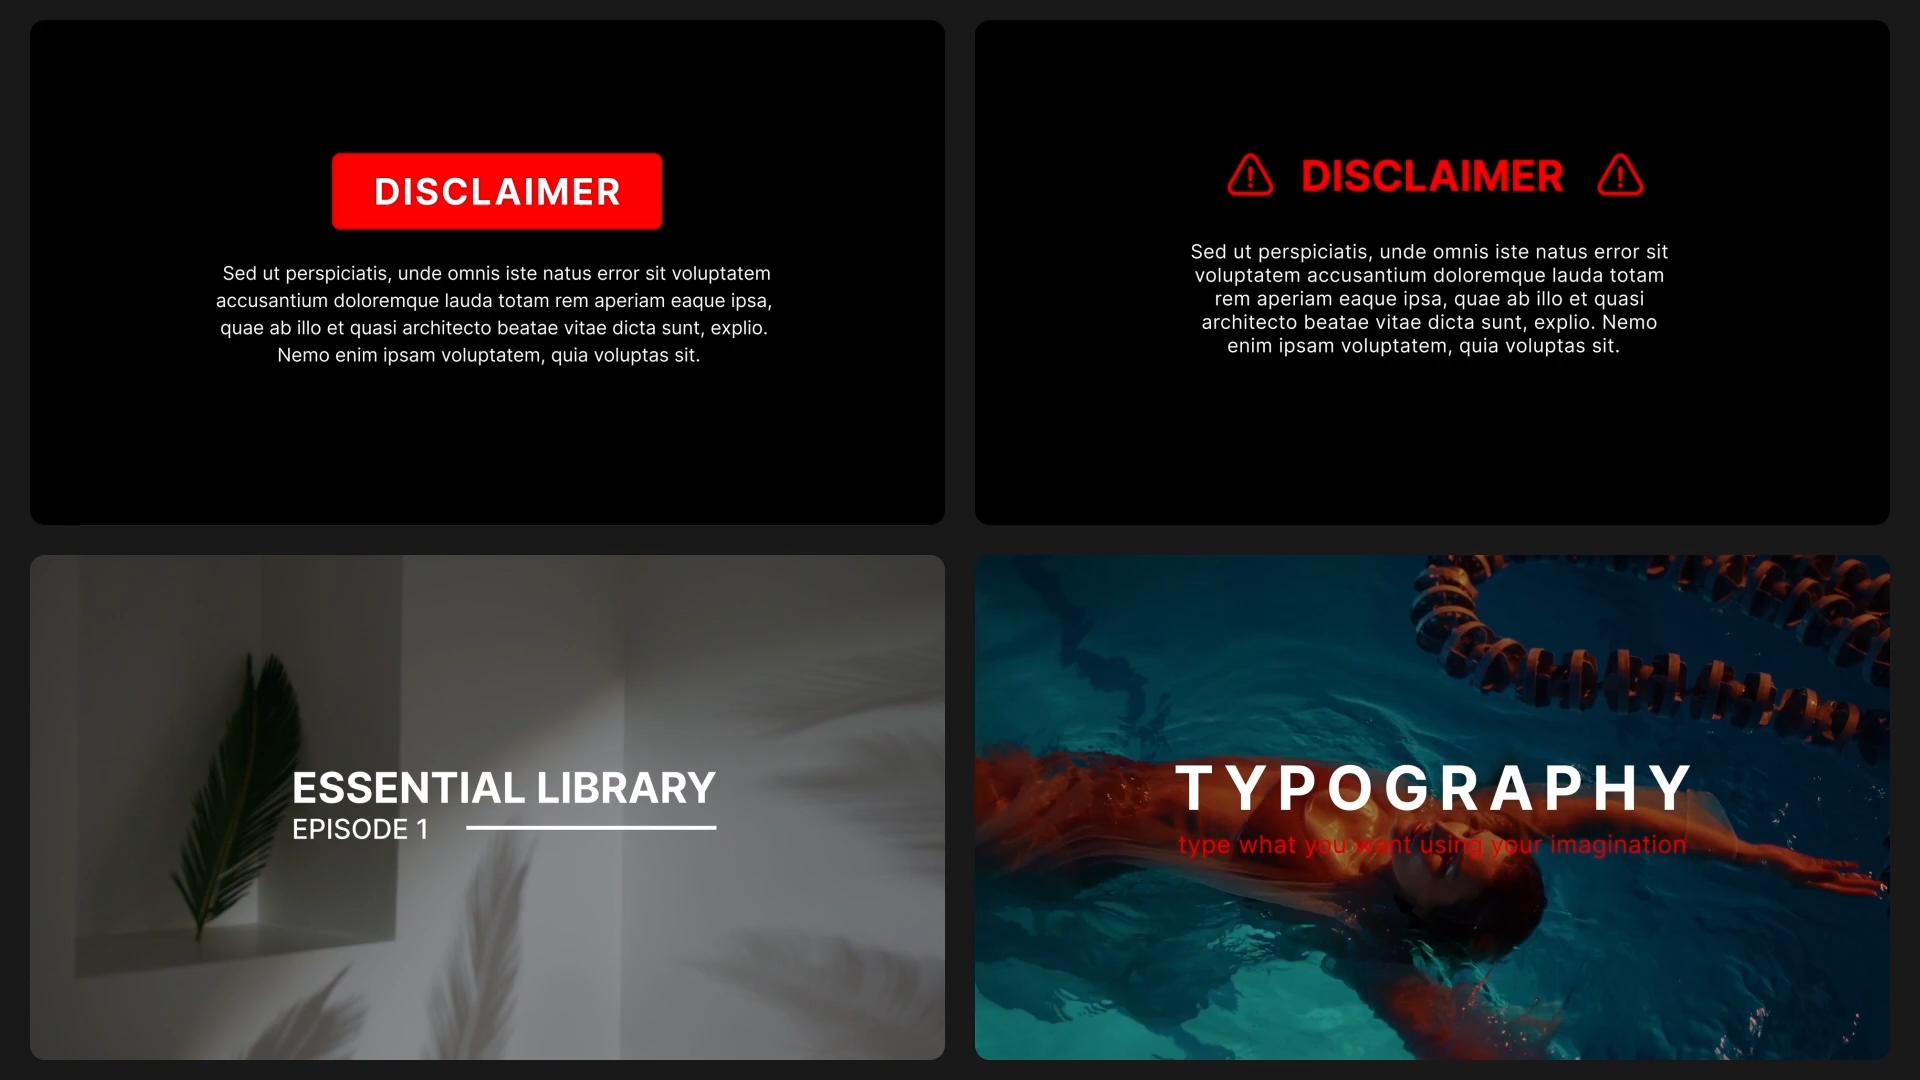 DISCLAIMER
Sed ut perspiciatis, unde omnis iste natus error sit voluptatem
accusantium doloremque lauda totam rem aperiam eaque ipsa,
quae ab illo et quasi architecto beatae vitae dicta sunt, explio.
Nemo enim ipsam voluptatem, quia voluptas sit.
DISCLAIMER
Sed ut perspiciatis, unde omnis iste natus error sit
voluptatem accusantium doloremque lauda totam
rem aperiam eaque ipsa, quae ab illo et quasi
architecto beatae vitae dicta sunt, explio. Nemo
enim ipsam voluptatem, quia voluptas sit.
ESSENTIAL LIBRARY
EPISODE 1
TYPOGRAPHY
type what you want using your imagination